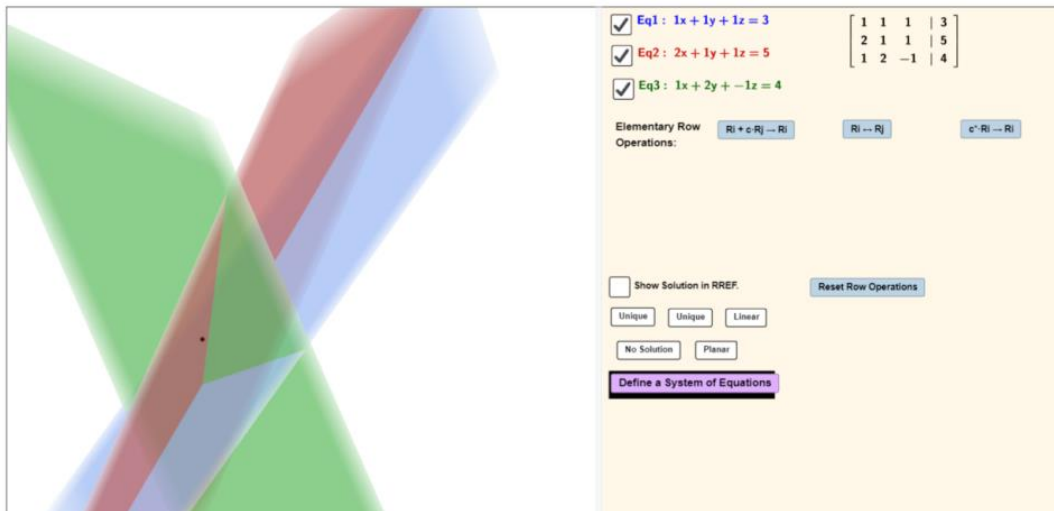 Eq1 : 1x + 1y + 1z = 3
Eq2 : 2x + 1y + 1z = 5
Eq3 : 1x + 2y + −1z = 4
1 1 1 | 3
2 1 1 | 5
1 2 −1 | 4
Elementary Row
Operations:
Ri + c·Rj → Ri
Ri ↔ Rj
c*·Ri → Ri
Show Solution in RREF.
Reset Row Operations
Unique
Unique
Linear
No Solution
Planar
Define a System of Equations